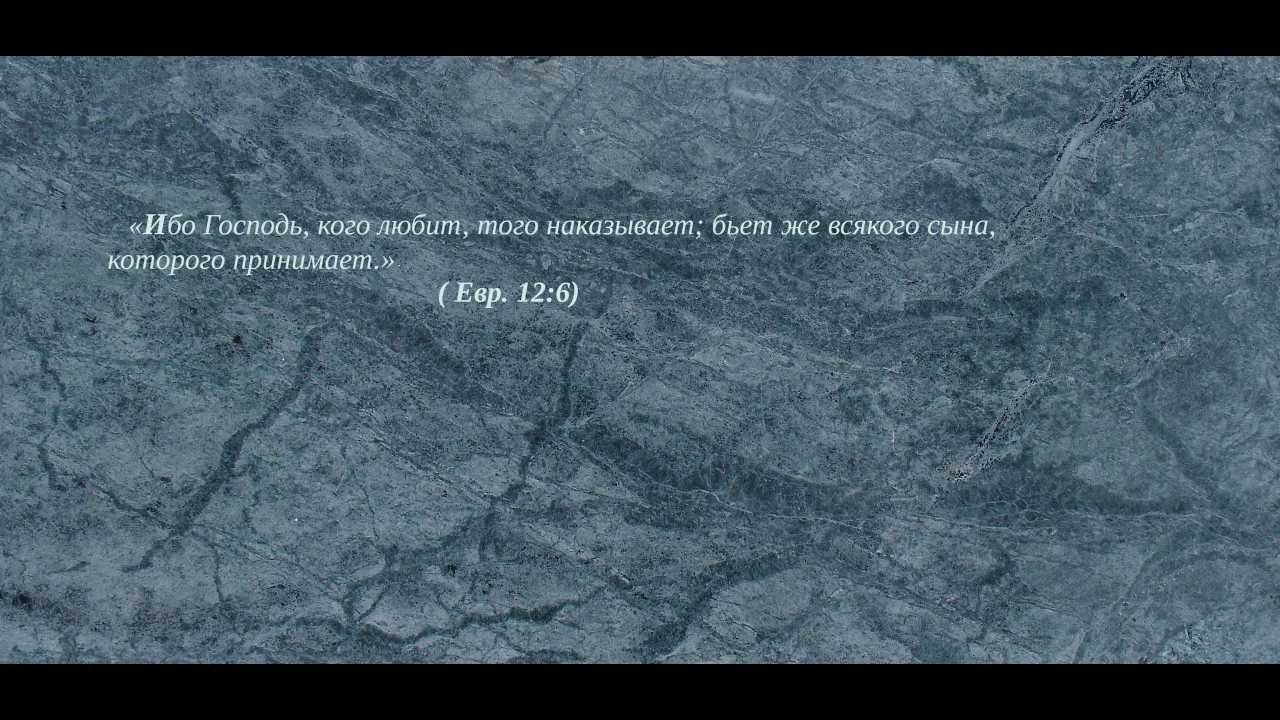 «Ибо Господь, кого любит, того наказывает; бьет же всякого сына,
которого принимает.»
( Евр. 12:6)